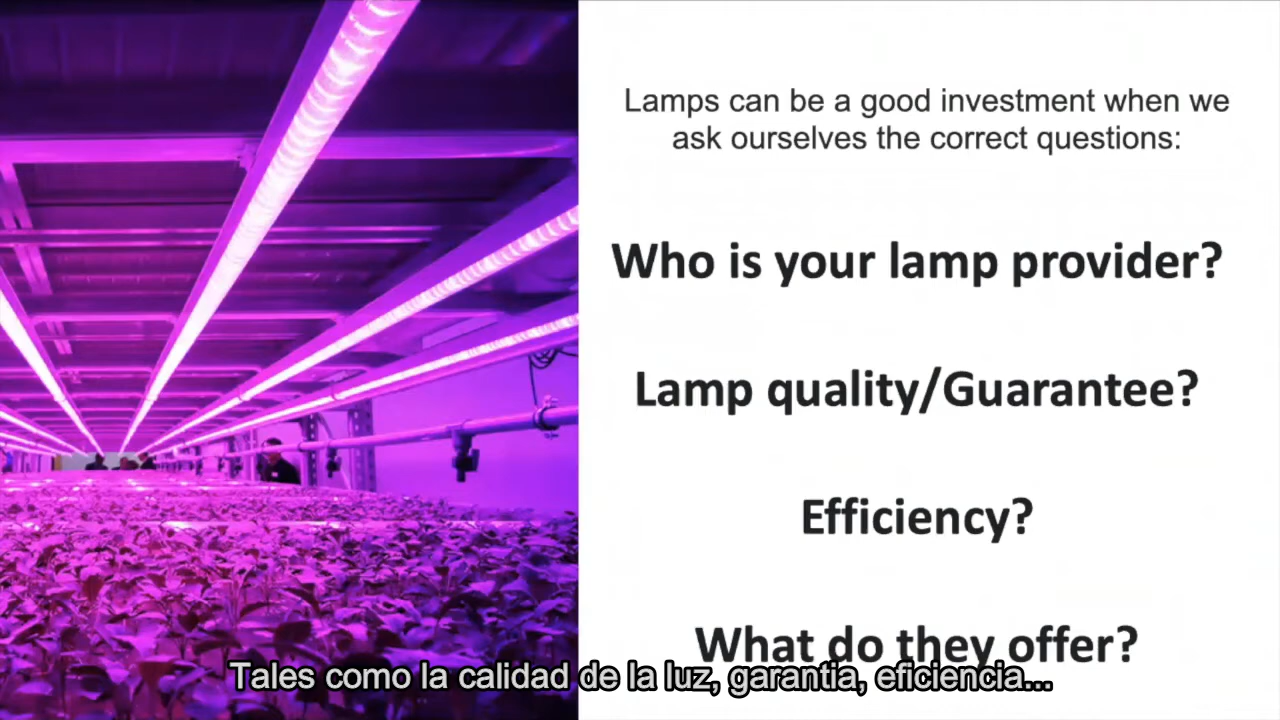 Lamps can be a good investment when we
ask ourselves the correct questions:
Who is your lamp provider?
Lamp quality/Guarantee?
Efficiency?
What do they offer?
Tales como la calidad de la luz, garantia, eficiencia...